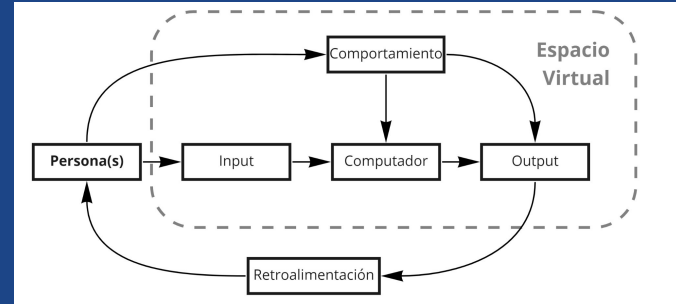 Comportamiento
Espacio
Virtual
Persona(s)
Input
Computador
Output
Retroalimentación